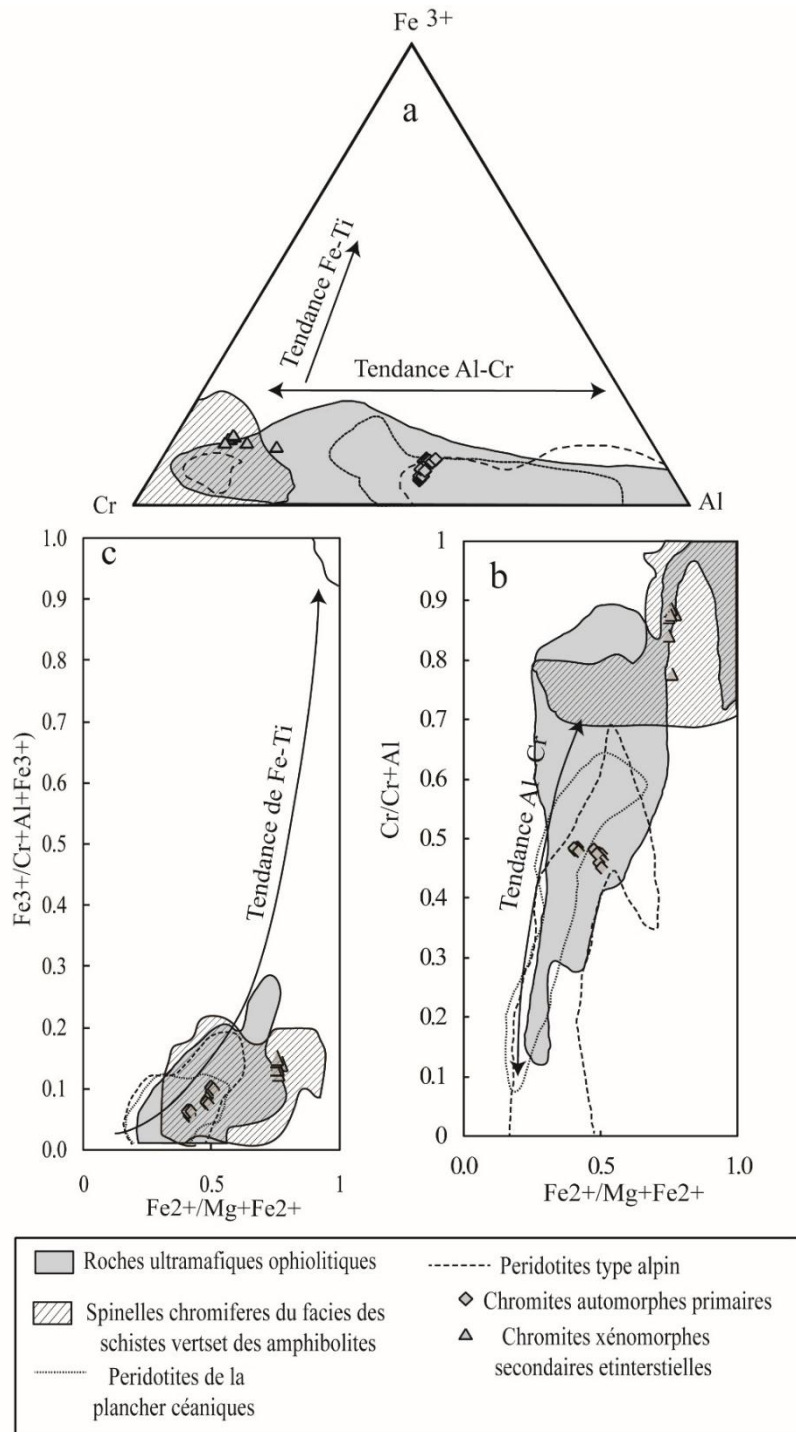 Fe 3+
a
Tendance Fe-Ti
Tendance Al-Cr
Cr
Al
c
1.0
0.9
0.8
0.7
0.6
0.5
0.4
0.3
0.2
0.1
0.0
Fe3+/Cr+Al+Fe3+)
Tendance de Fe-Ti
0
0.5
1
Fe2+/Mg+Fe2+
b
1
0.9
0.8
0.7
0.6
0.5
0.4
0.3
0.2
0.1
0
Cr/Cr+Al
Tendance Al-Cr
0.0
0.5
1.0
Fe2+/Mg+Fe2+
Roches ultramafiques ophiolitiques
Spinelles chromiferes du facies des
schistes vertset des amphibolites
Peridotites de la
plancher céaniques
Peridotites type alpin
Chromites automorphes primaires
Chromites xénomorphes
secondaires etinterstielles